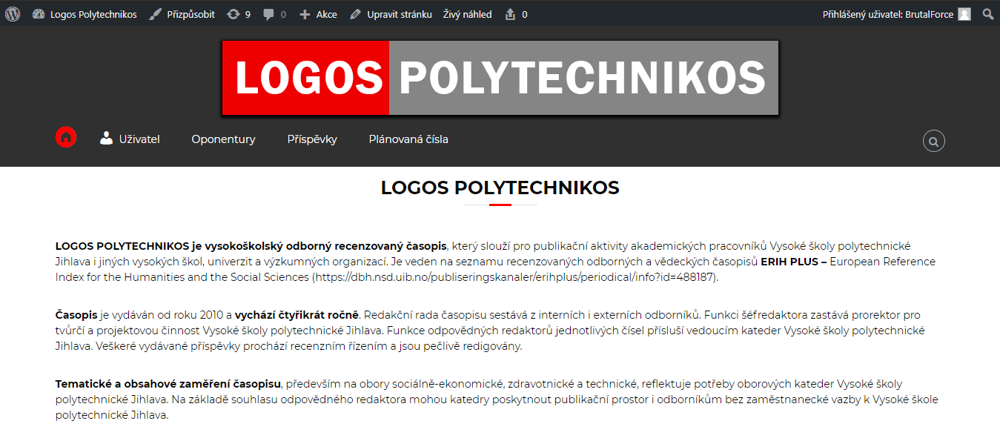 Logos Polytechnikos Přizpůsobit 9 0 Akce Upravit stránku Živý náhled 0 Přihlášený uživatel: BrutalForce
LOGOS POLYTECHNIKOS
Uživatel Oponentury Příspěvky Plánovaná čísla
LOGOS POLYTECHNIKOS
LOGOS POLYTECHNIKOS je vysokoškolský odborný recenzovaný časopis, který slouží pro publikační aktivity akademických pracovníků Vysoké školy polytechnické
Jihlava i jiných vysokých škol, univerzit a výzkumných organizací. Je veden na seznamu recenzovaných odborných a vědeckých časopisů ERIH PLUS – European Reference
Index for the Humanities and the Social Sciences (https://dbh.nsd.uib.no/publiseringskanaler/erihplus/periodical/info?id=488187).
Časopis je vydáván od roku 2010 a vychází čtyřikrát ročně. Redakční rada časopisu sestává z interních i externích odborníků. Funkci šéfredaktora zastává prorektor pro
tvůrčí a projektovou činnost Vysoké školy polytechnické Jihlava. Funkce odpovědných redaktorů jednotlivých čísel přísluší vedoucím kateder Vysoké školy polytechnické
Jihlava. Veškeré vydávané příspěvky prochází recenzním řízením a jsou pečlivě redigovány.
Tematické a obsahové zaměření časopisu, především na obory sociálně-ekonomické, zdravotnické a technické, reflektuje potřeby oborových kateder Vysoké školy
polytechnické Jihlava. Na základě souhlasu odpovědného redaktora mohou katedry poskytnout publikační prostor i odborníkům bez zaměstnanecké vazby k Vysoké škole
polytechnické Jihlava.